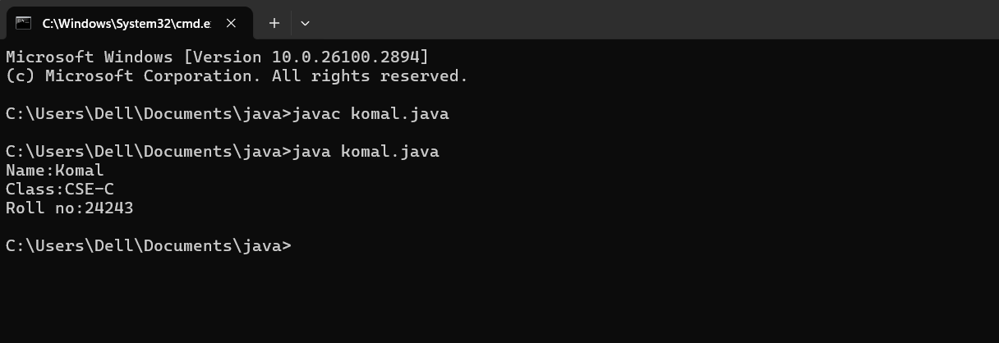 C:\Windows\System32\cmd.e
Microsoft Windows [Version 10.0.26100.2894]
(c) Microsoft Corporation. All rights reserved.
C:\Users\Dell\Documents\java>javac komal.java
C:\Users\Dell\Documents\java>java komal.java
Name:Komal
Class:CSE-C
Roll no:24243
C:\Users\Dell\Documents\java>